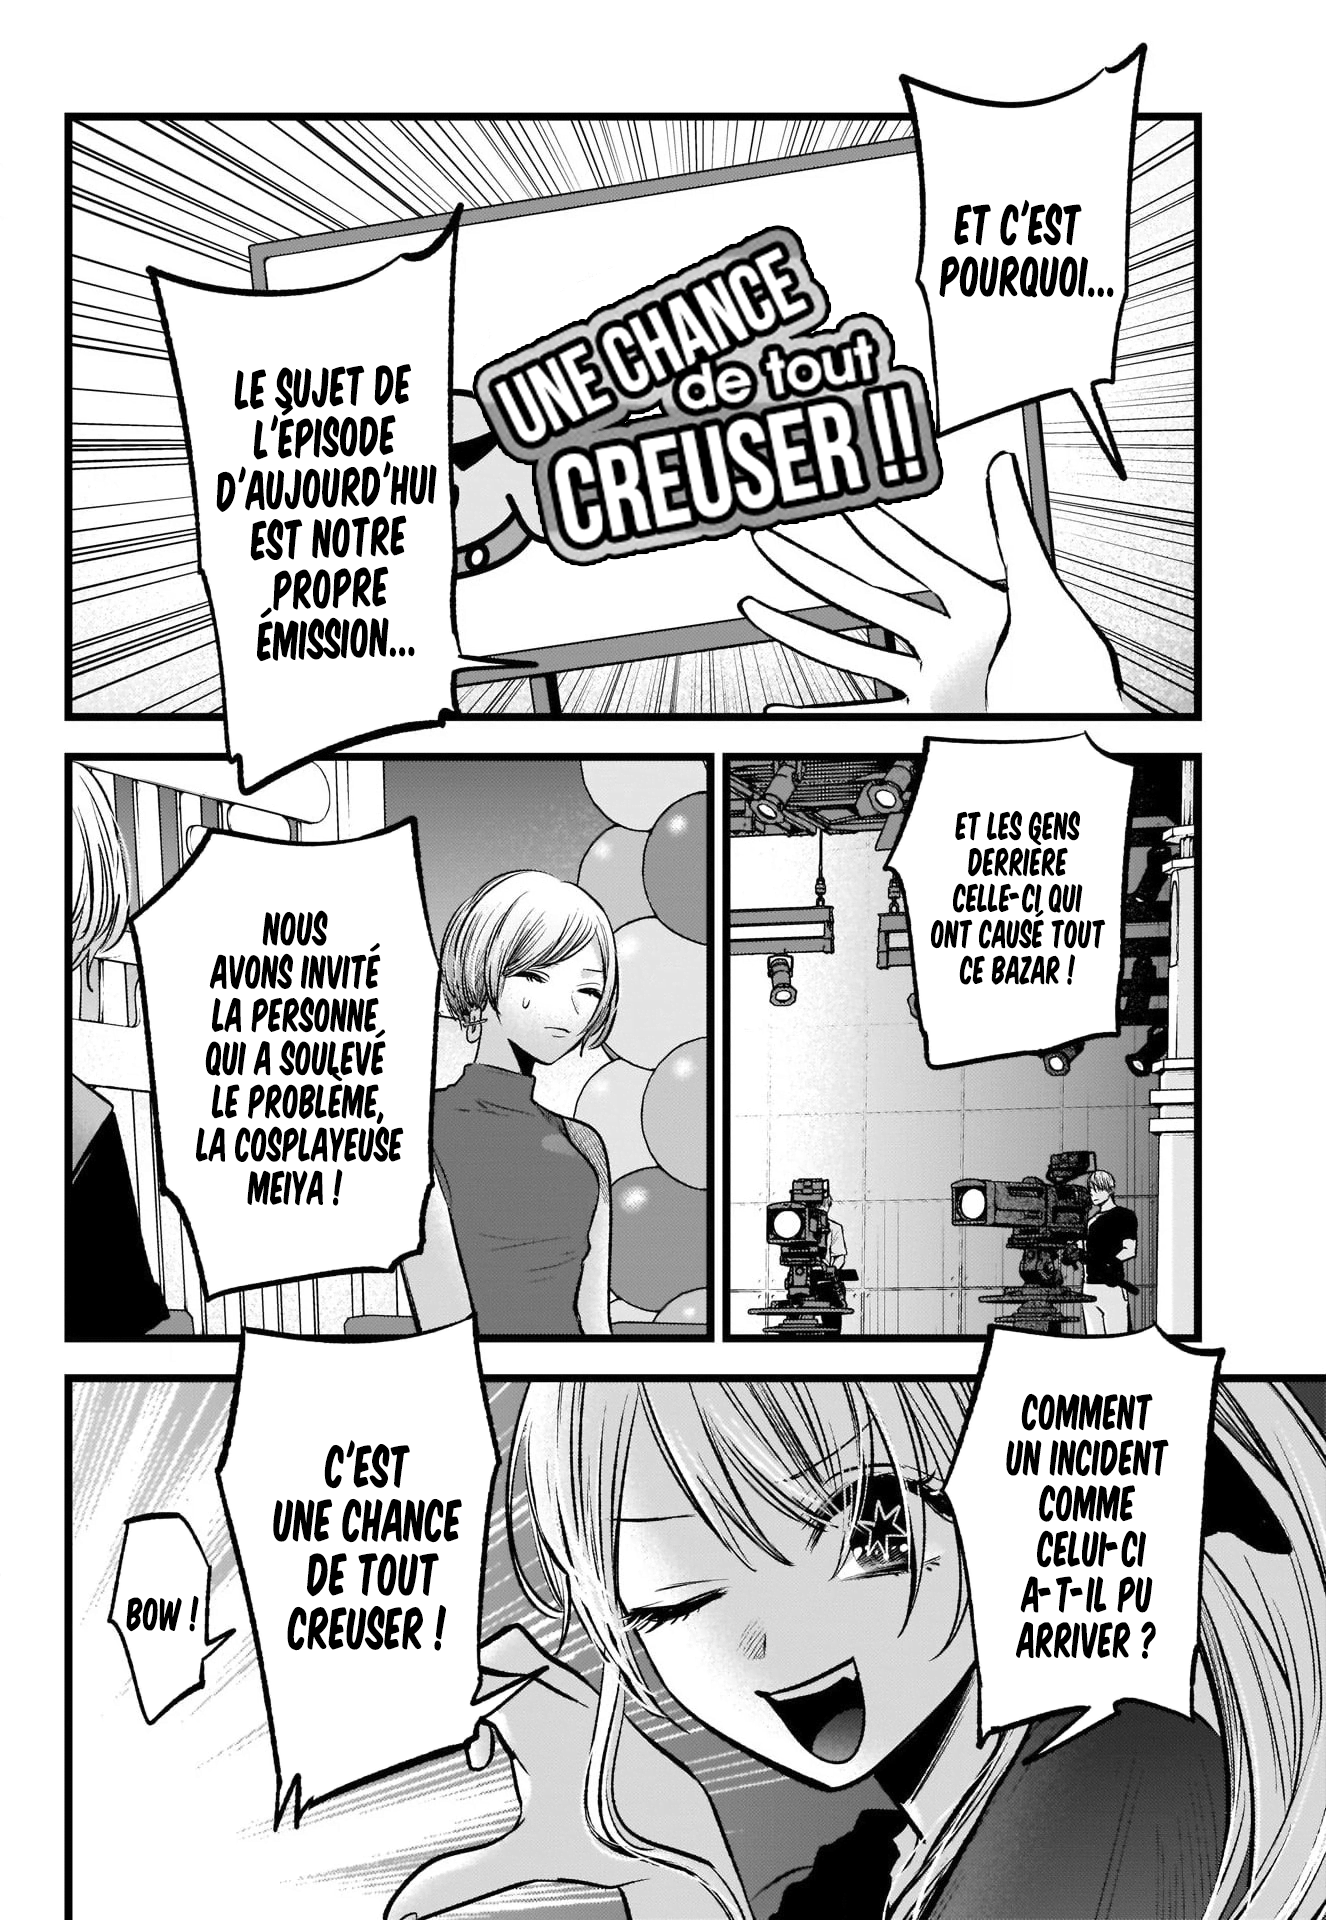 ET C'EST
POURQUOI...
UNE CHANCE
de tout
CREUSER !!
LE SUJET DE
L'ÉPISODE
D'AUJOURD'HUI
EST NOTRE
PROPRE
ÉMISSION...
ET LES GENS
DERRIÈRE
CELLE-CI QUI
ONT CAUSÉ TOUT
CE BAZAR !
NOUS
AVONS INVITÉ
LA PERSONNE
QUI A SOULEVÉ
LE PROBLÈME,
LA COSPLAYEUSE
MEIYA !
COMMENT
UN INCIDENT
COMME
CELUI-CI
A-T-IL PU
ARRIVER ?
C'EST
UNE CHANCE
DE TOUT
CREUSER !
BOW !